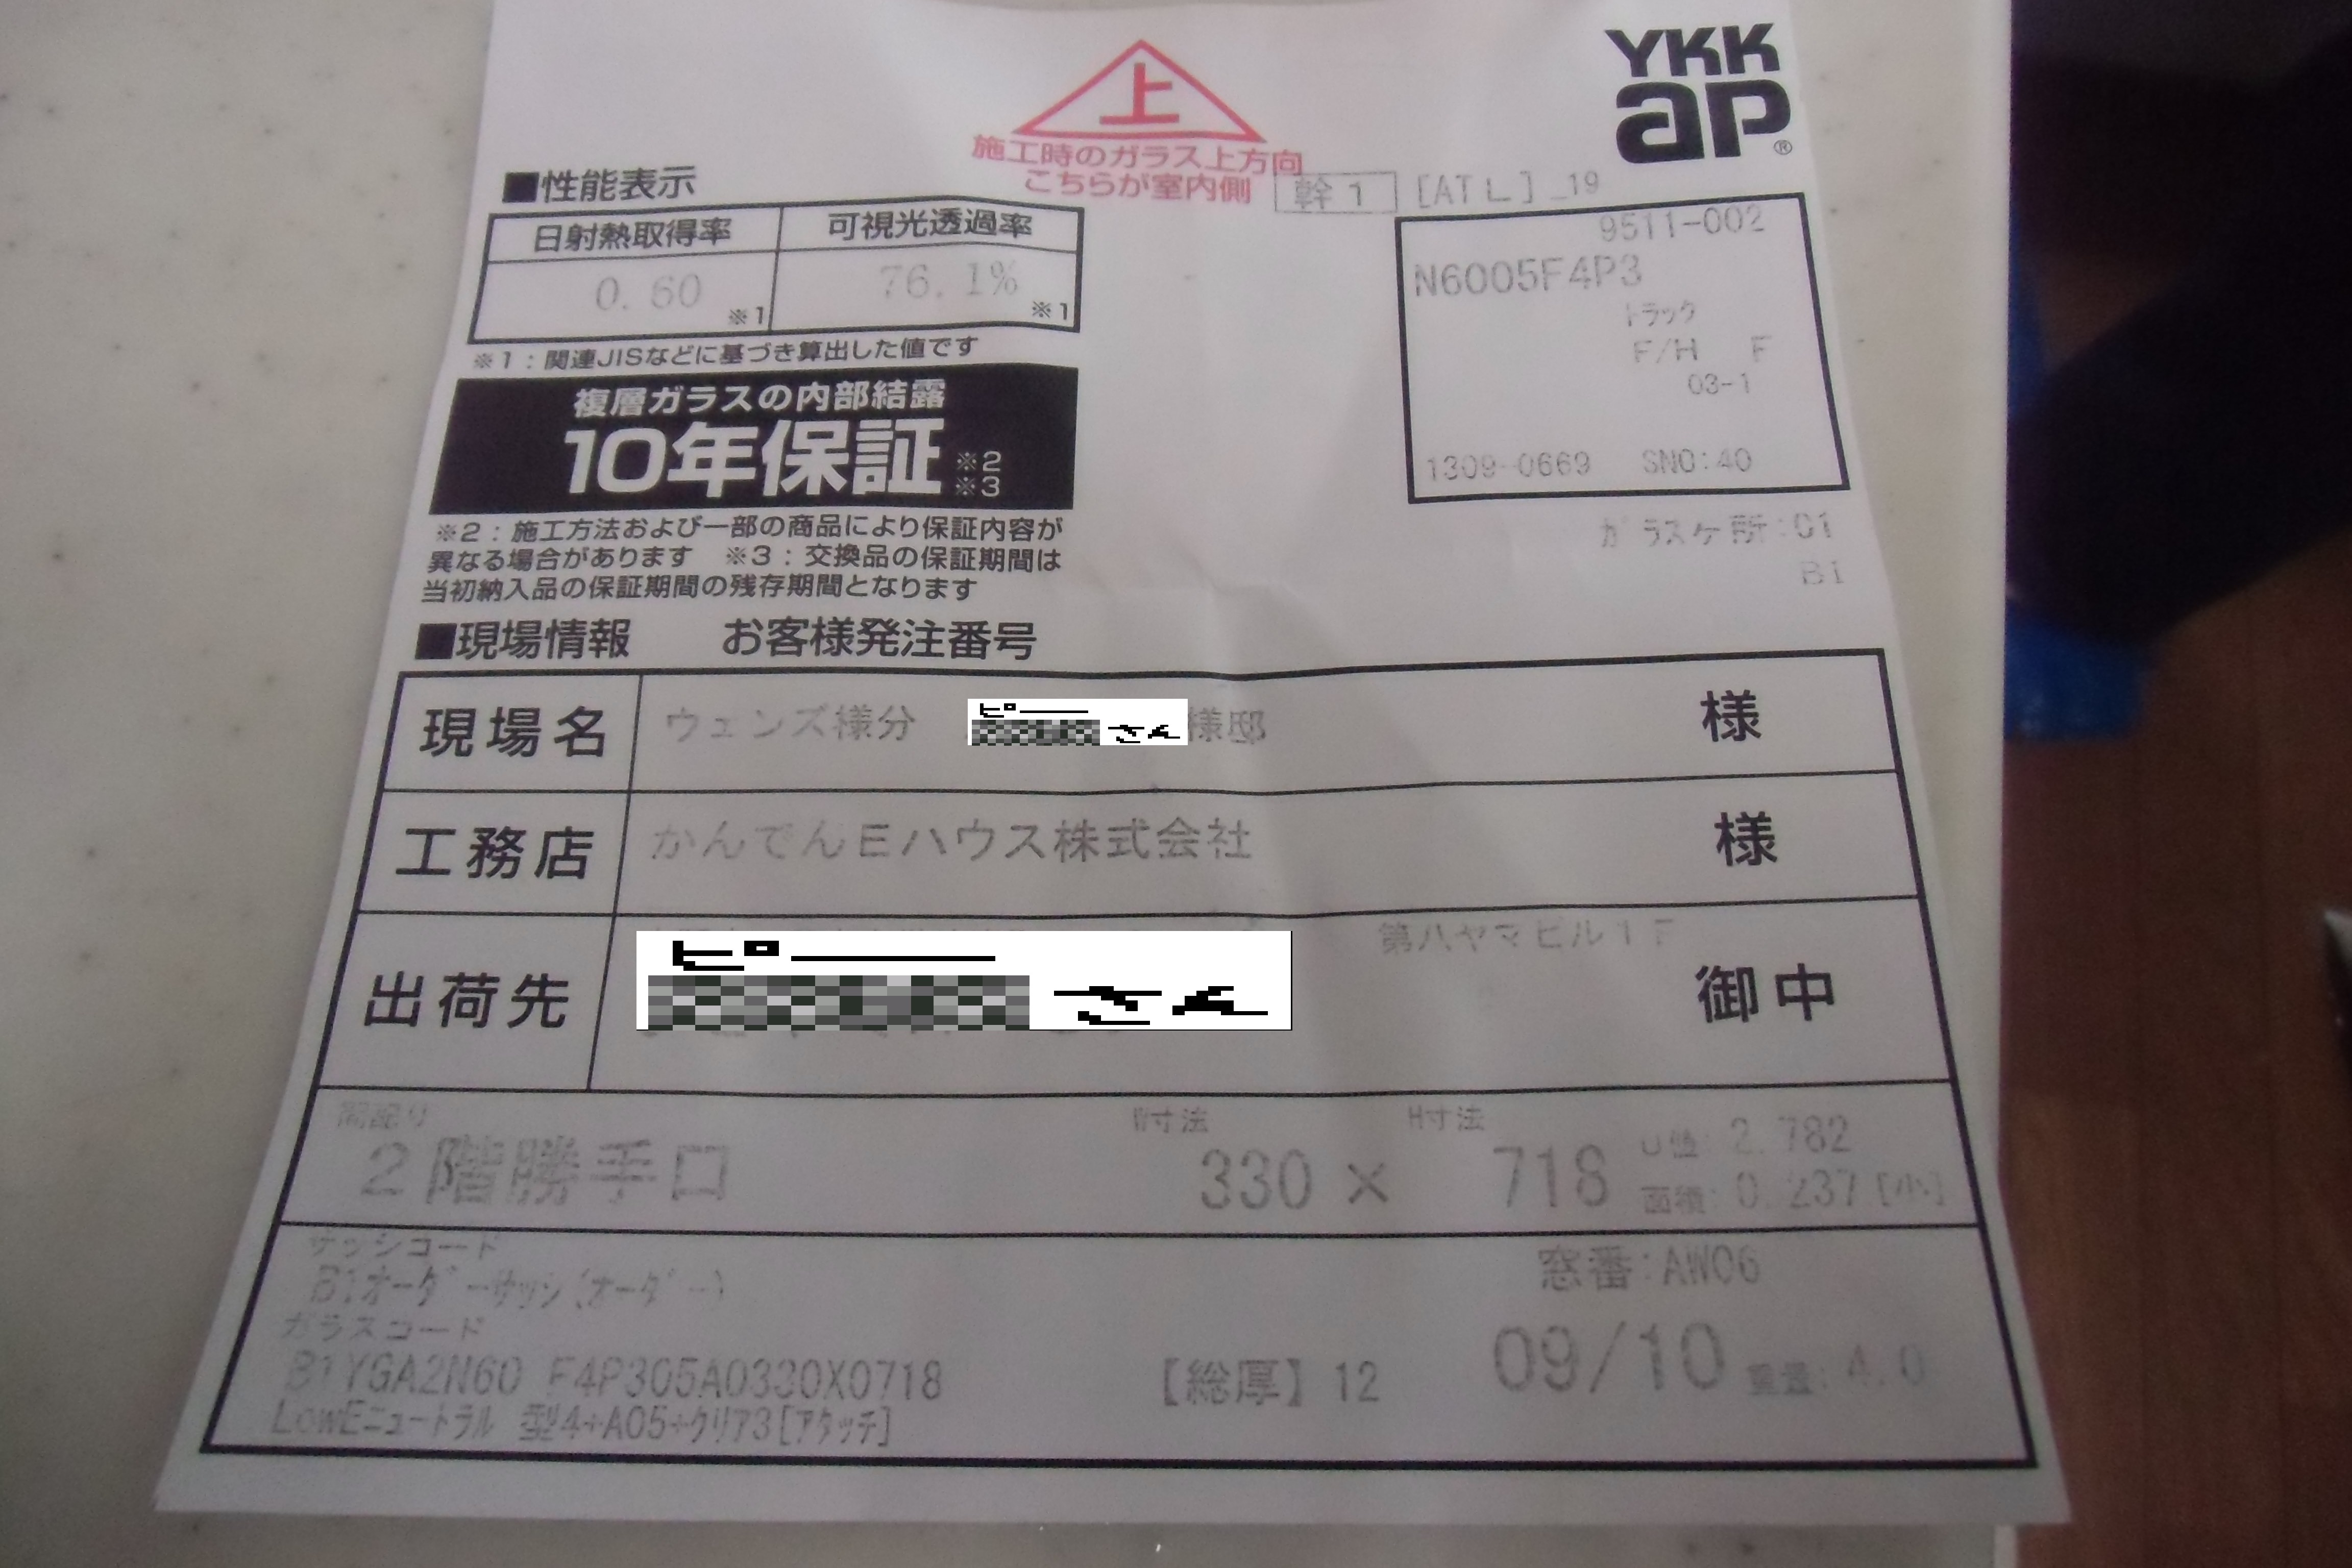 YKK
ap®
上
施工時のガラス上方向
こちらが室内側
幹1 [ATL]_19
■性能表示
日射熱取得率 可視光透過率
0.60 ※1 76.1% ※1
※1:関連JISなどに基づき算出した値です
9511-002
N6005F4P3
トラック
F/H F
03-1
1309-0669 SNO:40
複層ガラスの内部結露
10年保証 ※2 ※3
※2:施工方法および一部の商品により保証内容が
異なる場合があります ※3:交換品の保証期間は
当初納入品の保証期間の残存期間となります
ガラスケ所:01
B1
■現場情報 お客様発注番号
現場名 ウェンズ様分 ピー さん 様邸 様
工務店 かんでんEハウス株式会社 様
出荷先 ピー さん 第八ヤマビル1F 御中
間配り W寸法 H寸法
2階勝手口 330 × 718 U値: 2.782
面積: 0.237[小]
サッシコード
B1オーダーサッシ(オーダー) 窓番:AW06
ガラスコード
B1YGA2N60 F4P305A0330X0718 【総厚】12 09/10 重量: 4.0
LowEニュートラル 型4+A05+クリア3[アタッチ]